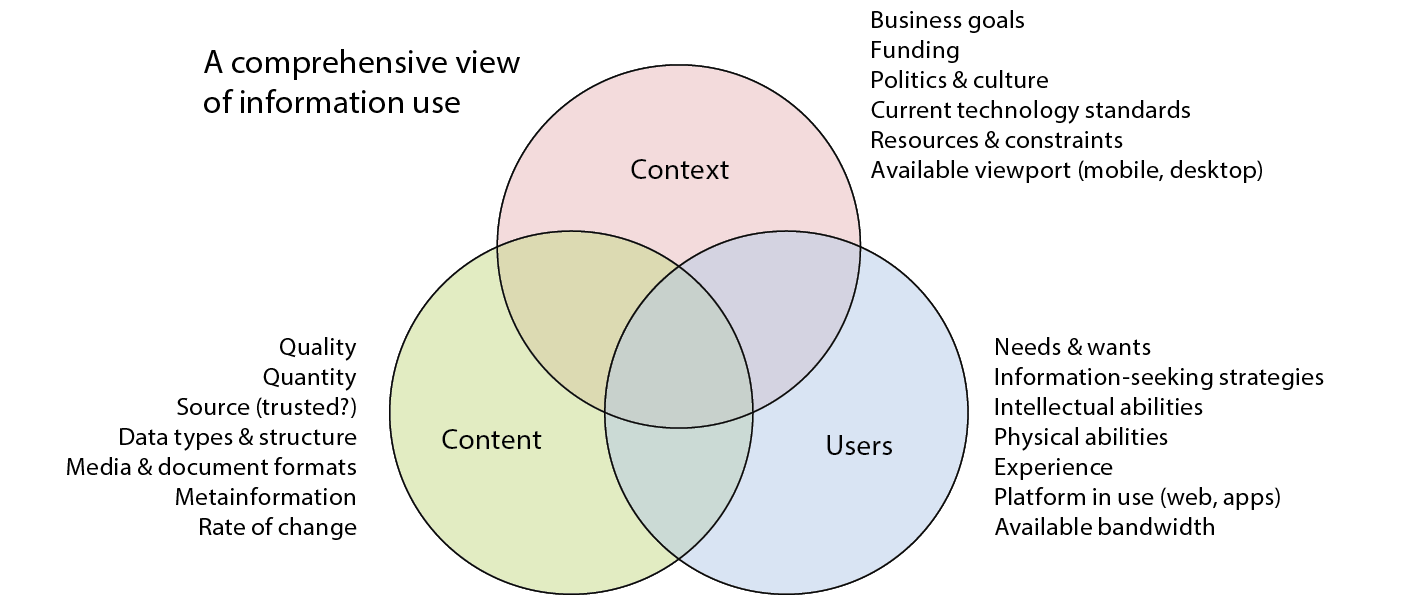 A comprehensive view
of information use
Business goals
Funding
Politics & culture
Current technology standards
Resources & constraints
Available viewport (mobile, desktop)
Context
Quality
Quantity
Source (trusted?)
Data types & structure
Media & document formats
Metainformation
Rate of change
Content
Users
Needs & wants
Information-seeking strategies
Intellectual abilities
Physical abilities
Experience
Platform in use (web, apps)
Available bandwidth